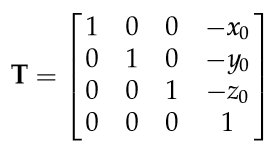 T = [ 1 0 0 −x₀
0 1 0 −y₀
0 0 1 −z₀
0 0 0 1 ]